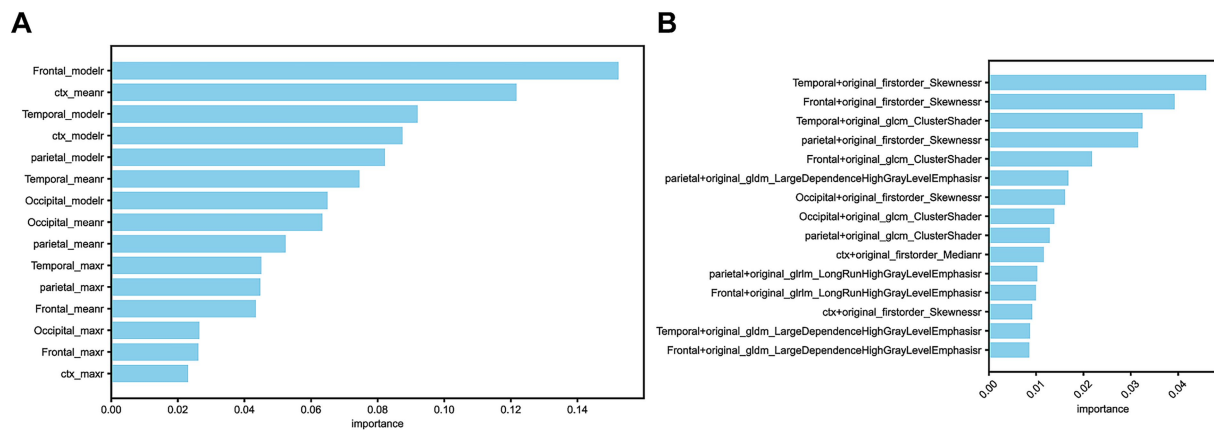 A
Frontal_modelr
ctx_meanr
Temporal_modelr
ctx_modelr
parietal_modelr
Temporal_meanr
Occipital_modelr
Occipital_meanr
parietal_meanr
Temporal_maxr
parietal_maxr
Frontal_meanr
Occipital_maxr
Frontal_maxr
ctx_maxr
0.00 0.02 0.04 0.06 0.08 0.10 0.12 0.14
importance
B
Temporal+original_firstorder_Skewnessr
Frontal+original_firstorder_Skewnessr
Temporal+original_glcm_ClusterShader
parietal+original_firstorder_Skewnessr
Frontal+original_glcm_ClusterShader
parietal+original_gldm_LargeDependenceHighGrayLevelEmphasisr
Occipital+original_firstorder_Skewnessr
Occipital+original_glcm_ClusterShader
parietal+original_glcm_ClusterShader
ctx+original_firstorder_Medianr
parietal+original_glrlm_LongRunHighGrayLevelEmphasisr
Frontal+original_glrlm_LongRunHighGrayLevelEmphasisr
ctx+original_firstorder_Skewnessr
Temporal+original_gldm_LargeDependenceHighGrayLevelEmphasisr
Frontal+original_gldm_LargeDependenceHighGrayLevelEmphasisr
0.00 0.01 0.02 0.03 0.04
importance